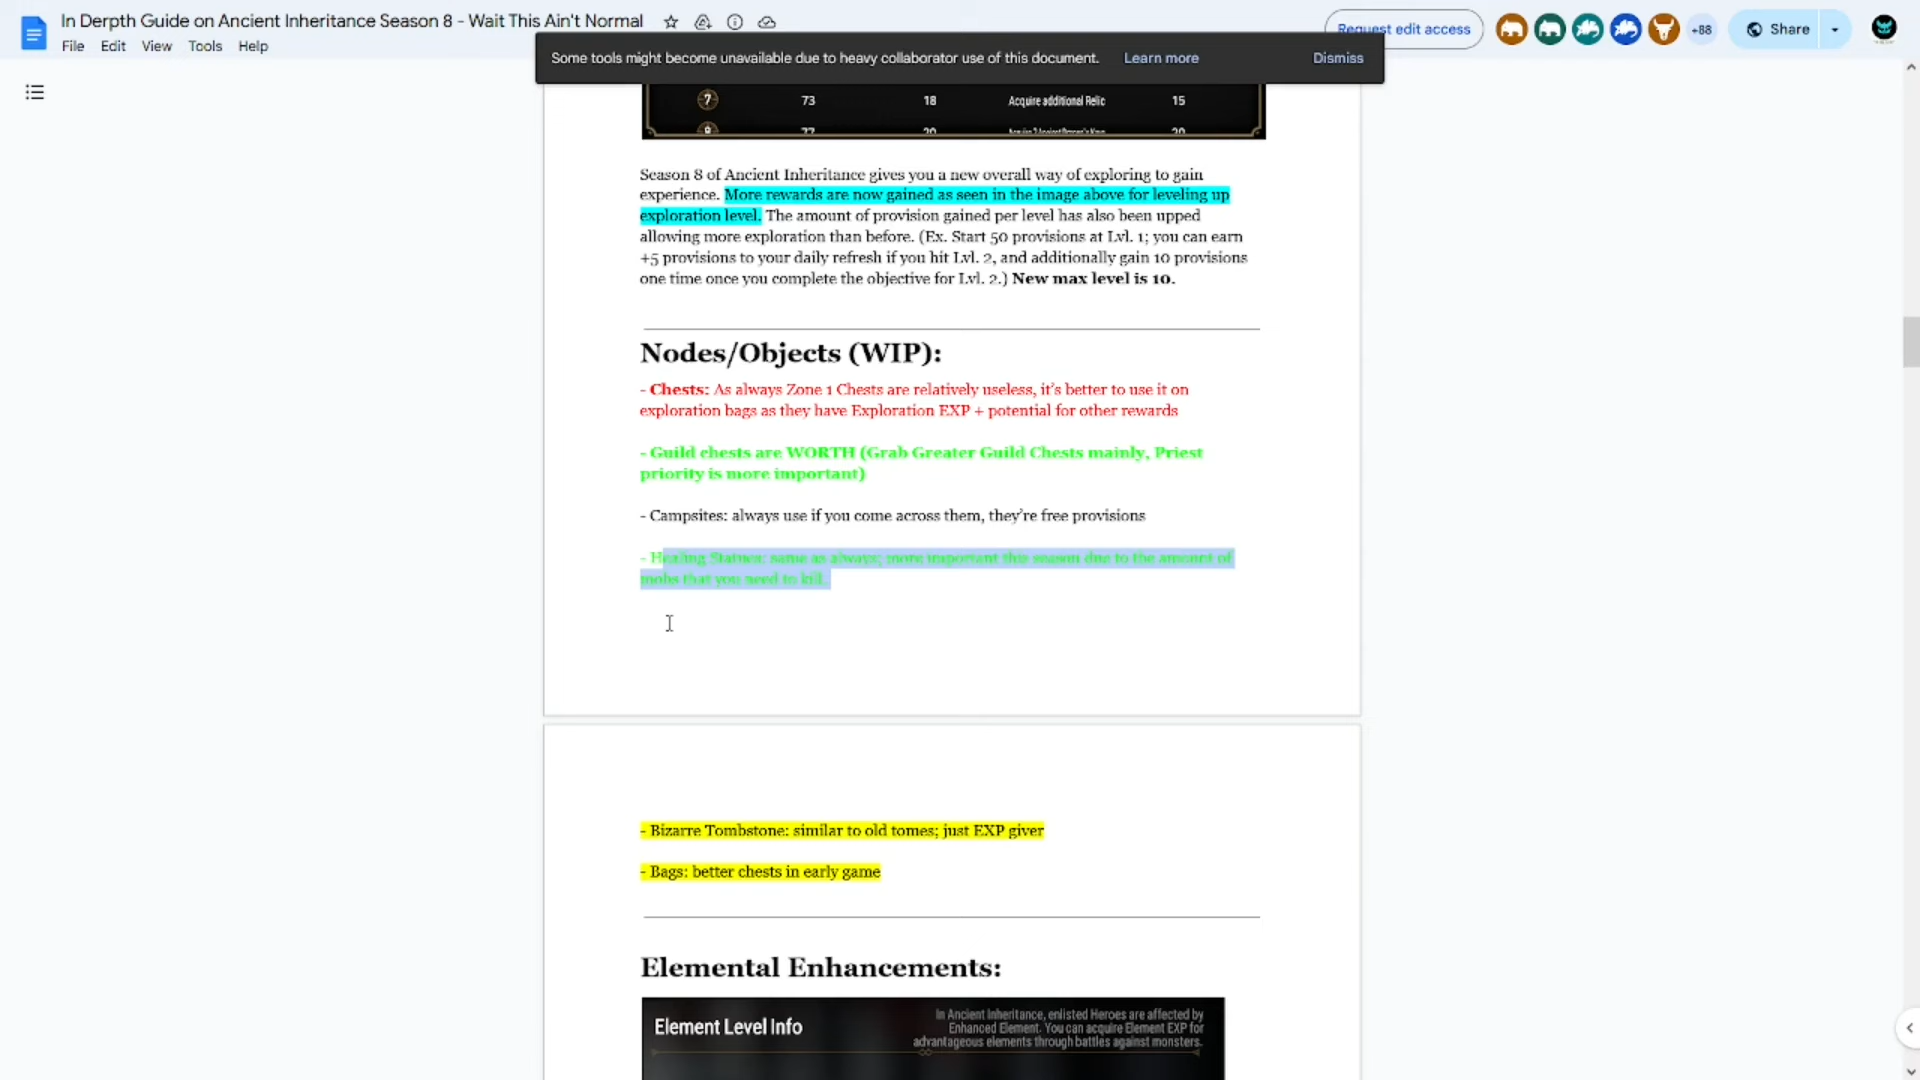 In Derpth Guide on Ancient Inheritance Season 8 - Wait This Ain't Normal
File Edit View Tools Help
Request edit access
+88
Share
Some tools might become unavailable due to heavy collaborator use of this document. Learn more Dismiss
7 73 18 Acquire additional Relic 15
8 77 20 20
Season 8 of Ancient Inheritance gives you a new overall way of exploring to gain
experience. More rewards are now gained as seen in the image above for leveling up
exploration level. The amount of provision gained per level has also been upped
allowing more exploration than before. (Ex. Start 50 provisions at Lvl. 1; you can earn
+5 provisions to your daily refresh if you hit Lvl. 2, and additionally gain 10 provisions
one time once you complete the objective for Lvl. 2.) New max level is 10.
Nodes/Objects (WIP):
- Chests: As always Zone 1 Chests are relatively useless, it's better to use it on
exploration bags as they have Exploration EXP + potential for other rewards
- Guild chests are WORTH (Grab Greater Guild Chests mainly, Priest
priority is more important)
- Campsites: always use if you come across them, they're free provisions
- Healing Statues: same as always; more important this season due to the amount of
mobs that you need to kill.
- Bizarre Tombstone: similar to old tomes; just EXP giver
- Bags: better chests in early game
Elemental Enhancements:
Element Level Info
In Ancient Inheritance, enlisted Heroes are affected by
Enhanced Element. You can acquire Element EXP for
advantageous elements through battles against monsters.